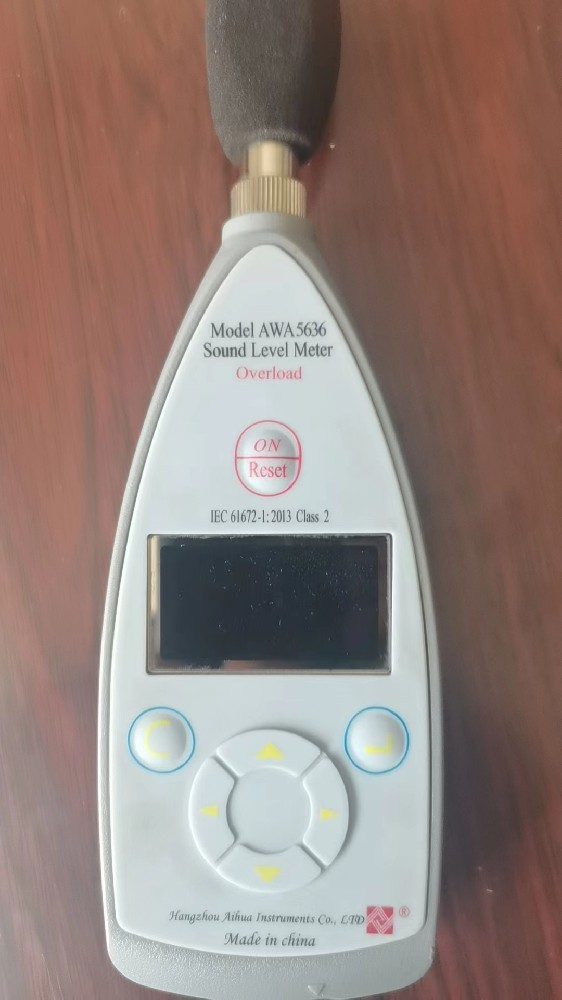 Model AWA5636
Sound Level Meter
Overload
ON
Reset
IEC 61672-1:2013 Class 2
Hangzhou Aihua Instruments Co., LTD ®
Made in china